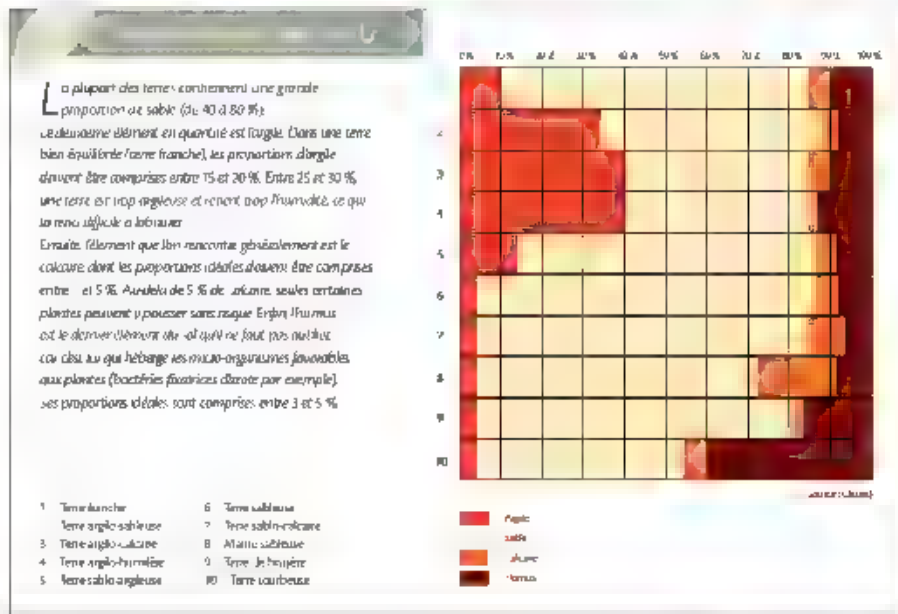 La plupart des terres contiennent une grande
proportion de sable (de 40 à 80 %).
Le deuxième élément en quantité est l'argile. Dans une terre
bien équilibrée (terre franche), les proportions d'argile
doivent être comprises entre 15 et 20 %. Entre 25 et 30 %,
une terre est trop argileuse et retient trop l'humidité, ce qui
la rend difficile à labourer.
Ensuite, l'élément que l'on rencontre généralement est le
calcaire dont les proportions idéales doivent être comprises
entre et 5 %. Au-delà de 5 % de calcaire, seules certaines
plantes peuvent y pousser sans risque. Enfin l'humus
est le dernier élément du sol qu'il ne faut pas oublier
car c'est lui qui héberge les micro-organismes favorables
aux plantes (bactéries fixatrices d'azote par exemple).
Ses proportions idéales sont comprises entre 3 et 5 %.
1 Terre franche
Terre argilo-sableuse
3 Terre argilo-calcaire
4 Terre argilo-humifère
5 Terre sablo-argileuse
6 Terre sableuse
7 Terre sablo-calcaire
8 Marne sableuse
9 Terre de bruyère
10 Terre tourbeuse
0% 10% 20% 30% 40% 50% 60% 70% 80% 90% 100%
2
3
4
5
6
7
8
9
10
Argile
Sable
Calcaire
Humus